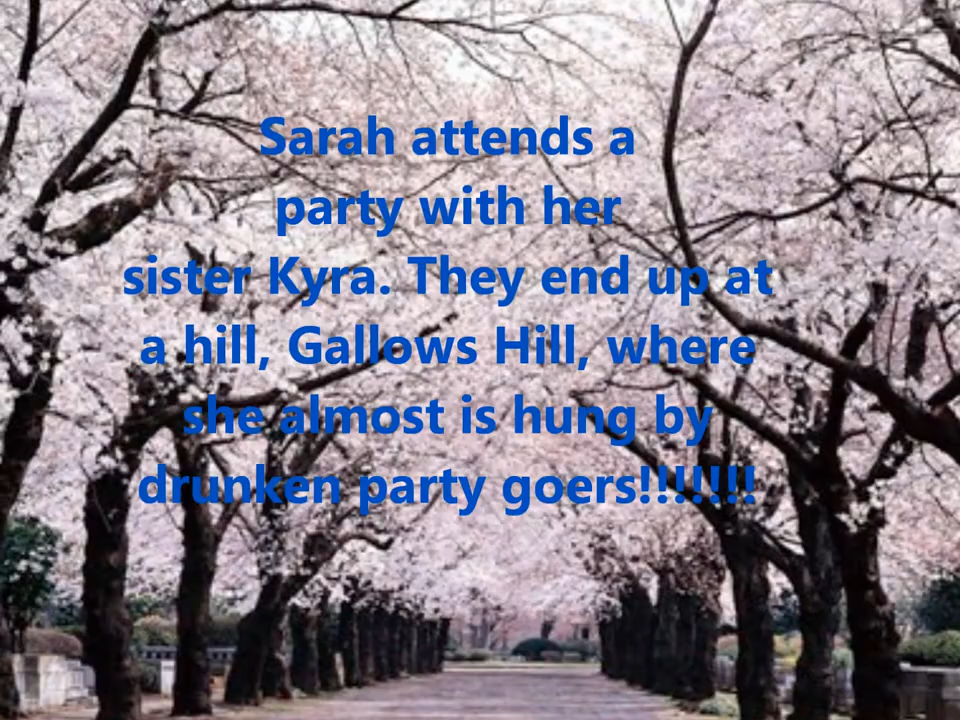 Sarah attends a
party with her
sister Kyra. They end up at
a hill, Gallows Hill, where
she almost is hung by
drunken party goers!!!!!!!